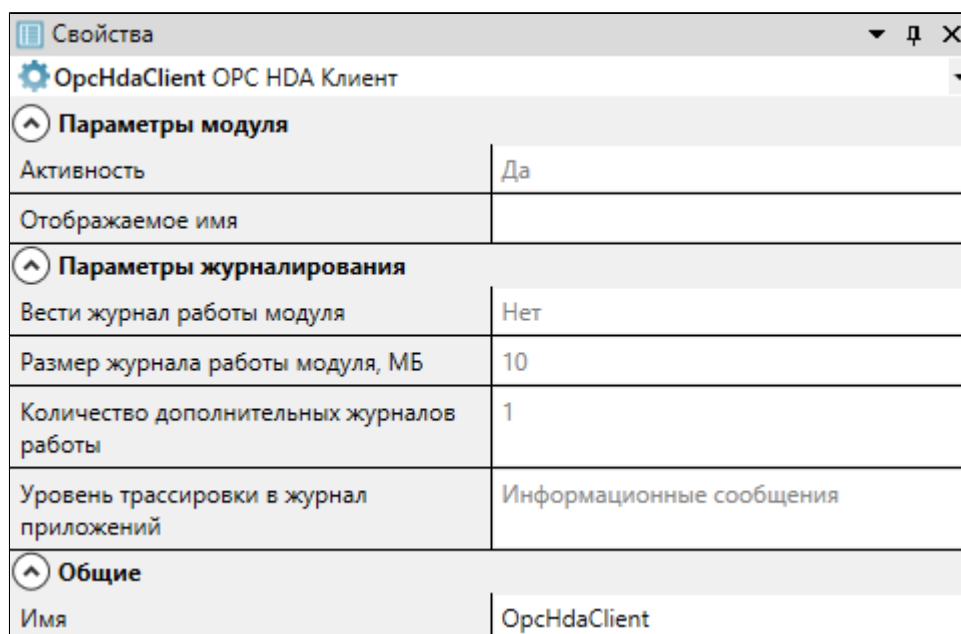 Свойства
OpcHdaClient OPC HDA Клиент
Параметры модуля
Активность Да
Отображаемое имя
Параметры журналирования
Вести журнал работы модуля Нет
Размер журнала работы модуля, МБ 10
Количество дополнительных журналов 1
работы
Уровень трассировки в журнал Информационные сообщения
приложений
Общие
Имя OpcHdaClient